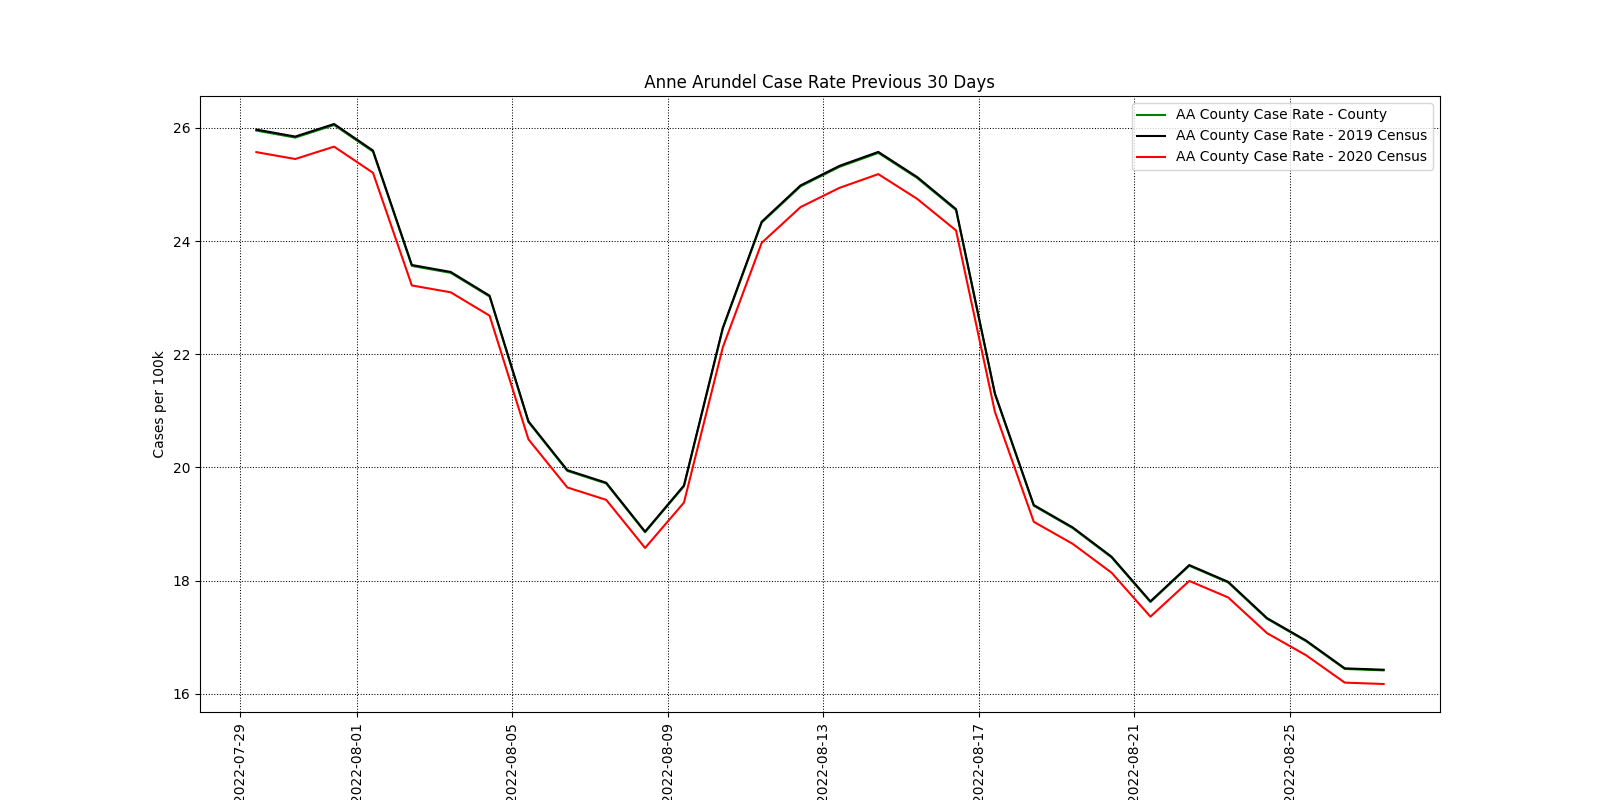 Anne Arundel Case Rate Previous 30 Days
AA County Case Rate - County
AA County Case Rate - 2019 Census
AA County Case Rate - 2020 Census
Cases per 100k
26
24
22
20
18
16
2022-07-29
2022-08-01
2022-08-05
2022-08-09
2022-08-13
2022-08-17
2022-08-21
2022-08-25